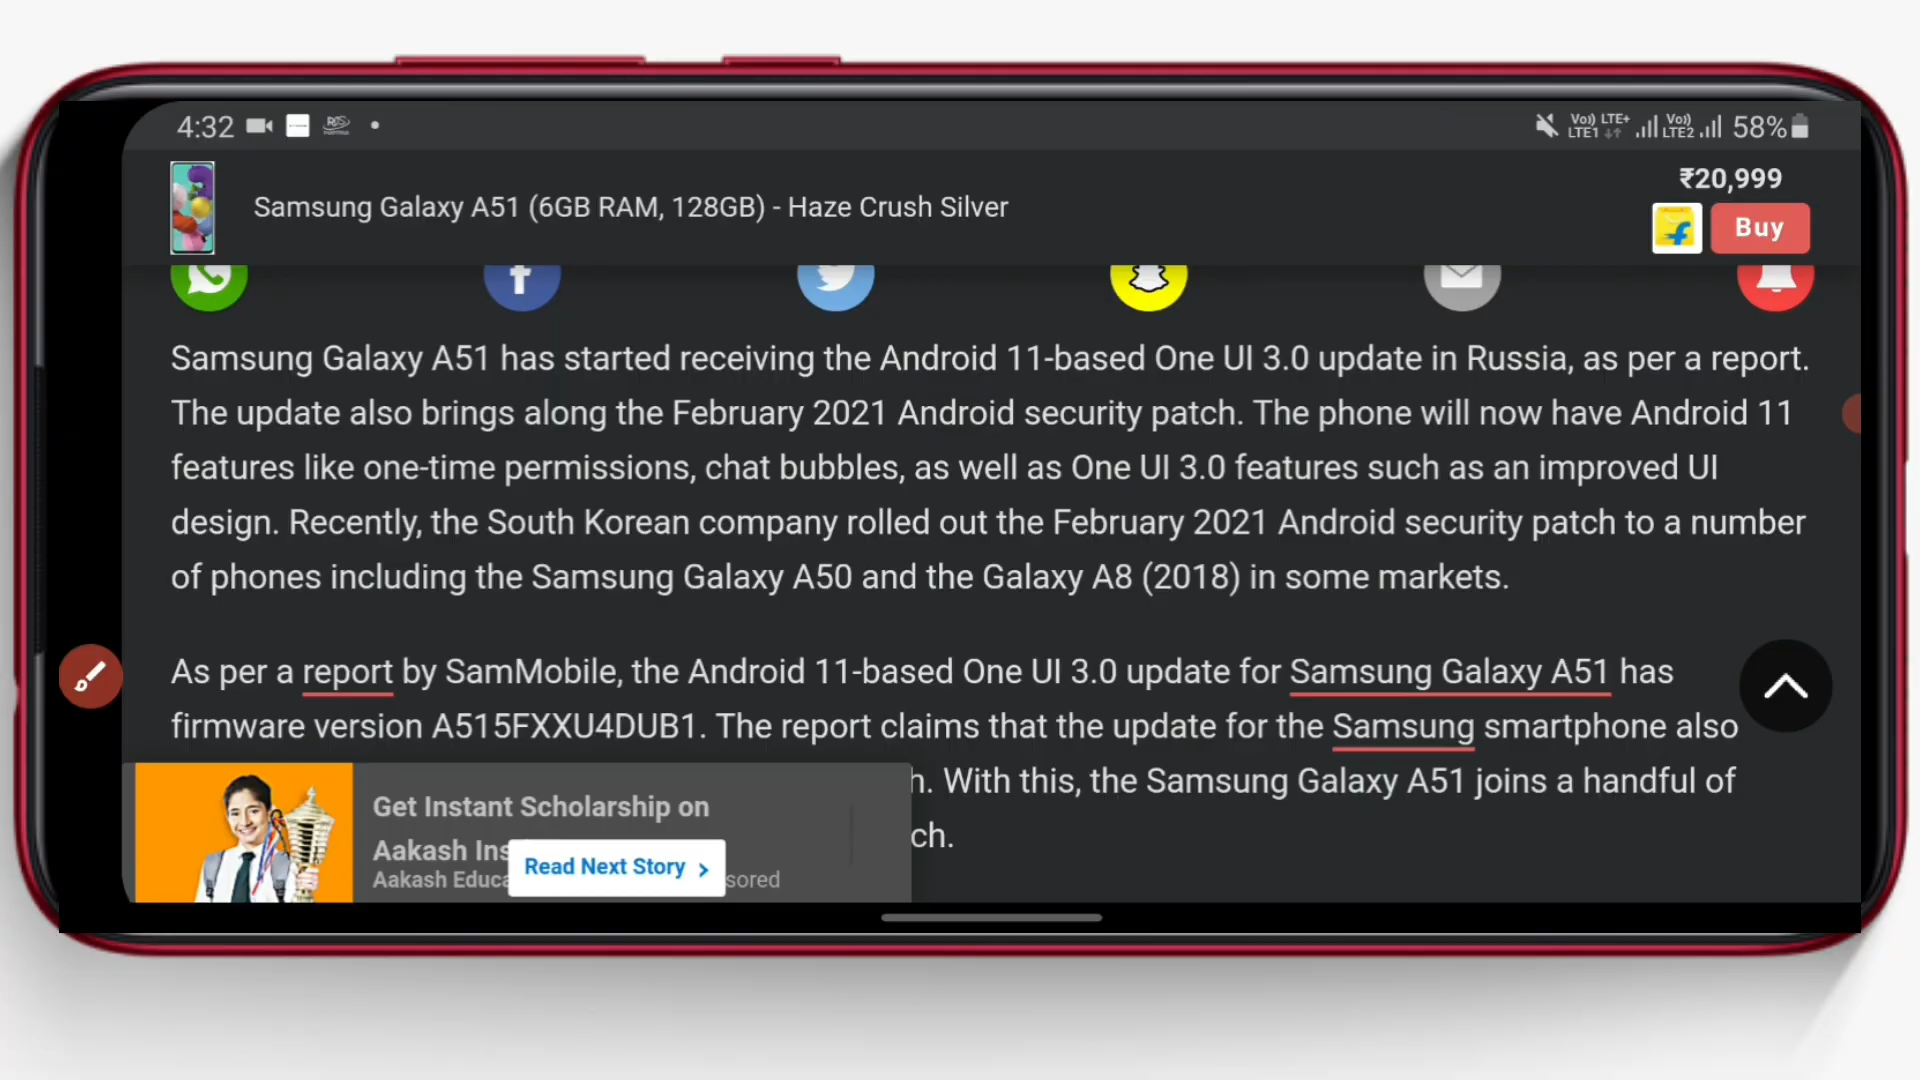 4:32
Vo) LTE+ Vo) 58%
LTE1 LTE2
₹20,999
Samsung Galaxy A51 (6GB RAM, 128GB) - Haze Crush Silver
Buy
Samsung Galaxy A51 has started receiving the Android 11-based One UI 3.0 update in Russia, as per a report.
The update also brings along the February 2021 Android security patch. The phone will now have Android 11
features like one-time permissions, chat bubbles, as well as One UI 3.0 features such as an improved UI
design. Recently, the South Korean company rolled out the February 2021 Android security patch to a number
of phones including the Samsung Galaxy A50 and the Galaxy A8 (2018) in some markets.
As per a report by SamMobile, the Android 11-based One UI 3.0 update for Samsung Galaxy A51 has
firmware version A515FXXU4DUB1. The report claims that the update for the Samsung smartphone also
h. With this, the Samsung Galaxy A51 joins a handful of
ch.
Get Instant Scholarship on
Aakash Ins
Read Next Story
Aakash Educa sored